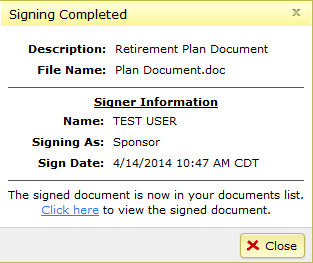 Signing Completed x
Description: Retirement Plan Document
File Name: Plan Document.doc
Signer Information
Name: TEST USER
Signing As: Sponsor
Sign Date: 4/14/2014 10:47 AM CDT
The signed document is now in your documents list.
Click here to view the signed document.
Close